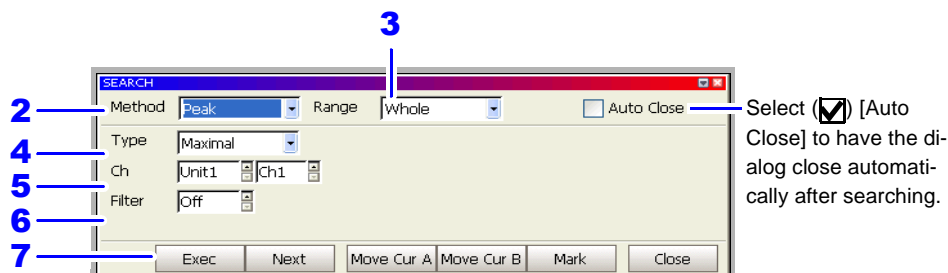 3
SEARCH
2 Method Peak Range Whole Auto Close
4 Type Maximal
5 Ch Unit1 Ch1
6 Filter Off
7 Exec Next Move Cur A Move Cur B Mark Close
Select ( ) [Auto
Close] to have the di-
alog close automati-
cally after searching.